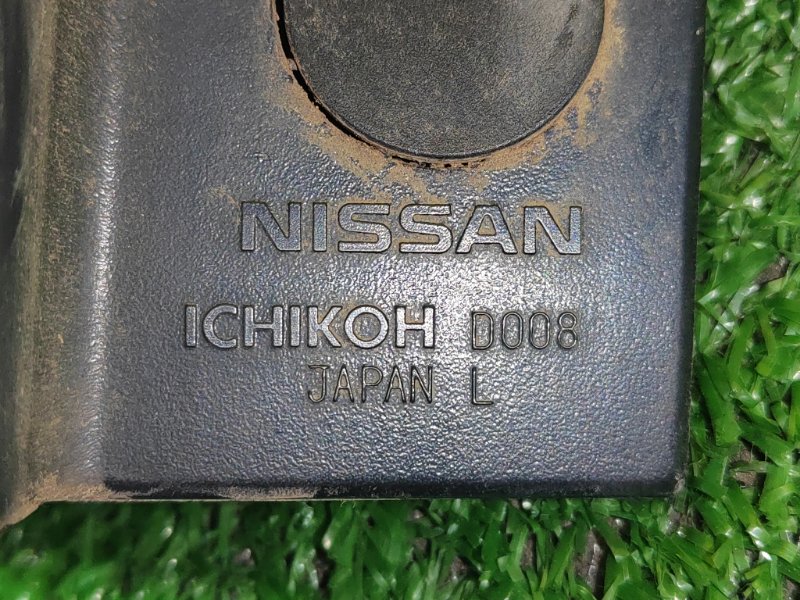 NISSAN
ICHIKOH D008
JAPAN L